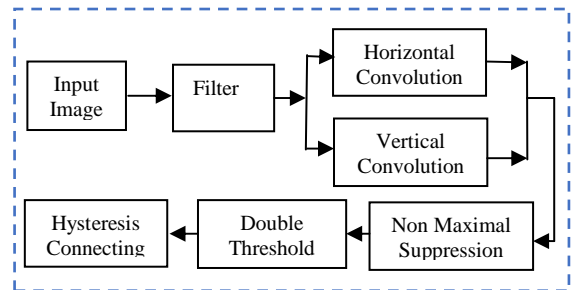 Input
Image
Filter
Horizontal
Convolution
Vertical
Convolution
Non Maximal
Suppression
Double
Threshold
Hysteresis
Connecting